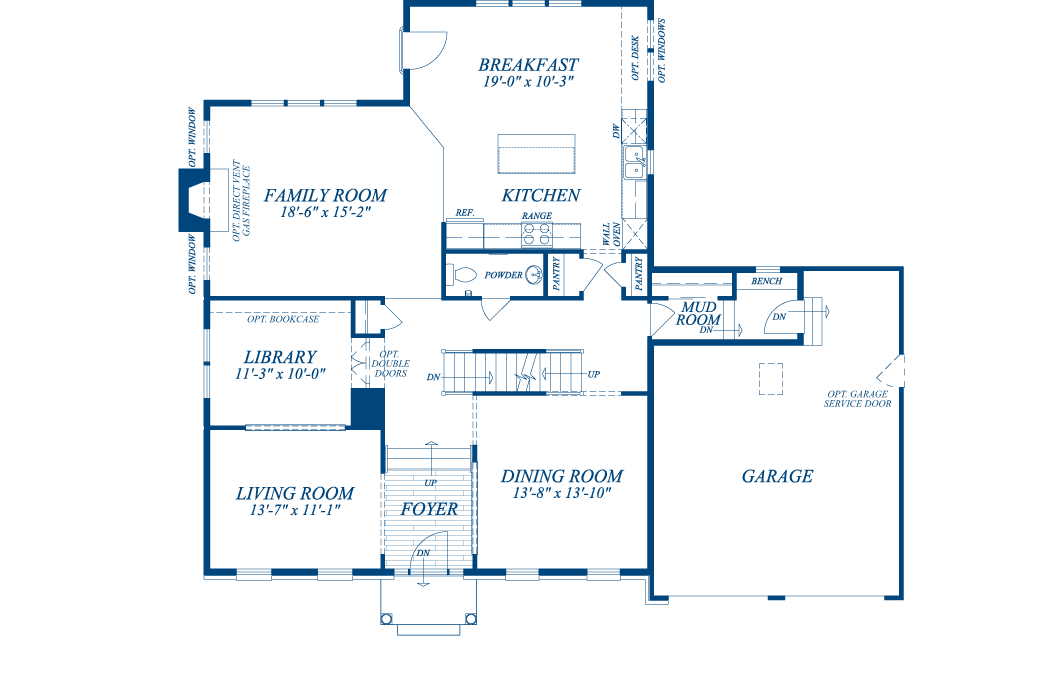 BREAKFAST
19'-0" x 10'-3"
OPT. DESK
OPT. WINDOWS
OPT. WINDOW
DW
OPT. DIRECT VENT
GAS FIREPLACE
FAMILY ROOM
18'-6" x 15'-2"
KITCHEN
REF.
RANGE
WALL
OVEN
OPT. WINDOW
POWDER
PANTRY
PANTRY
BENCH
MUD
ROOM
DN
DN
OPT. BOOKCASE
LIBRARY
11'-3" x 10'-0"
OPT.
DOUBLE
DOORS
DN
UP
OPT. GARAGE
SERVICE DOOR
LIVING ROOM
13'-7" x 11'-1"
UP
FOYER
DN
DINING ROOM
13'-8" x 13'-10"
GARAGE